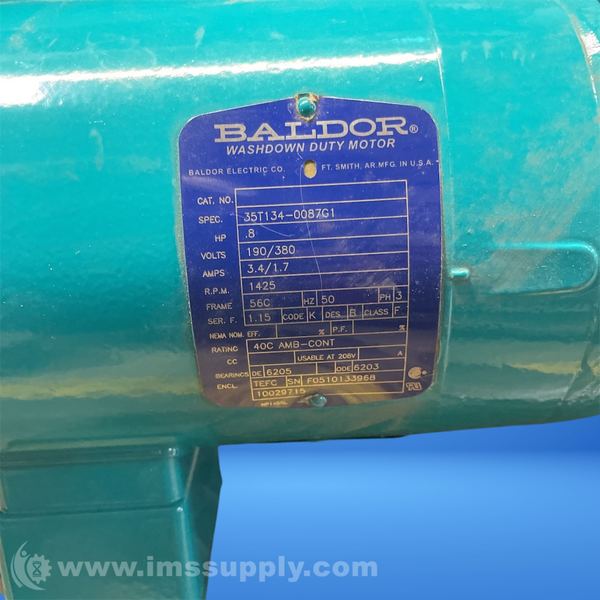 BALDOR®
WASHDOWN DUTY MOTOR
BALDOR ELECTRIC CO. FT. SMITH, AR. MFG. IN U.S.A.
CAT. NO.
SPEC. 35T134-0087G1
HP .8
VOLTS 190/380
AMPS 3.4/1.7
R.P.M. 1425
FRAME 56C HZ 50 PH 3
SER. F. 1.15 CODE K DES. B CLASS F
NEMA NOM. EFF. % P.F. %
RATING 40C AMB-CONT
CC USABLE AT 208V A
BEARINGS DE 6205 ODE 6203
ENCL. TEFC SN F0510133968
10029715
www.imssupply.com